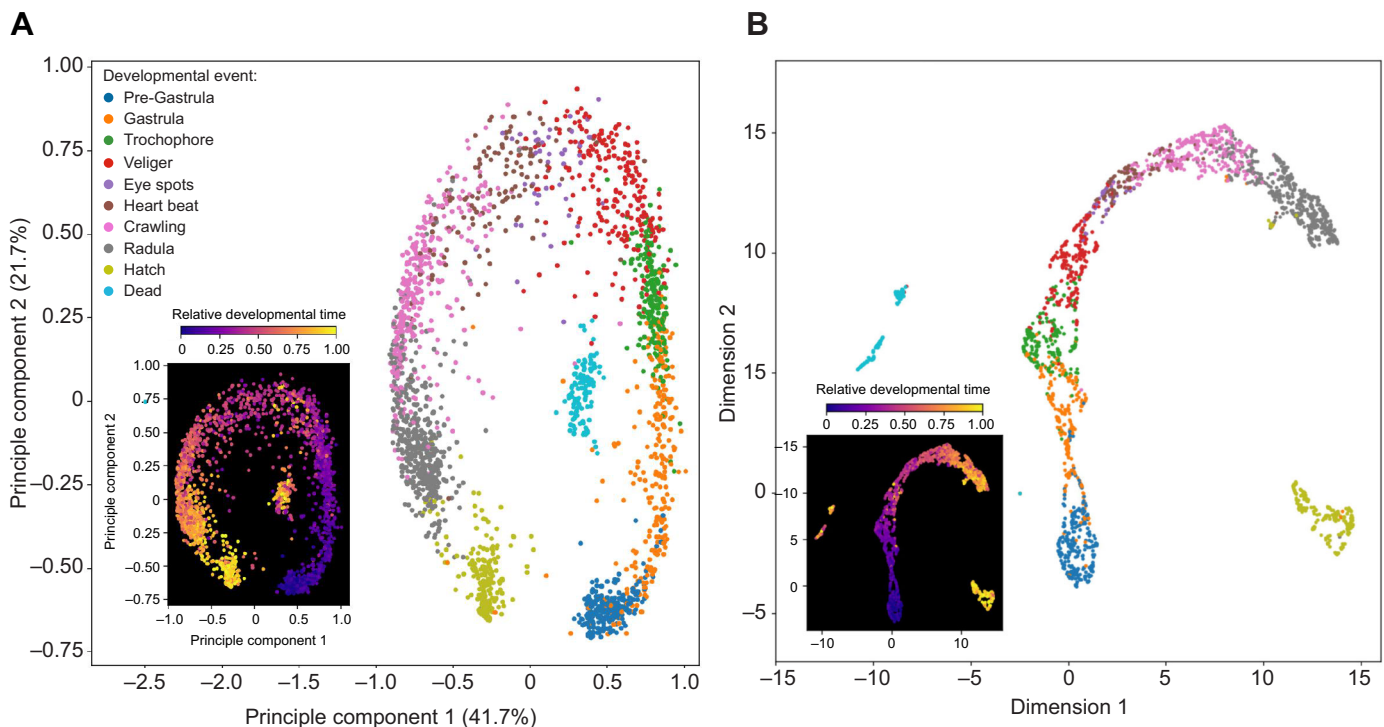 A
B
Developmental event:
Pre-Gastrula
Gastrula
Trochophore
Veliger
Eye spots
Heart beat
Crawling
Radula
Hatch
Dead
1.00
0.75
0.50
0.25
0
–0.25
–0.50
–0.75
Principle component 2 (21.7%)
–2.5
–2.0
–1.5
–1.0
–0.5
0
0.5
1.0
Principle component 1 (41.7%)
Relative developmental time
0 0.25 0.50 0.75 1.00
1.00
0.75
0.50
0.25
0
0.25
–0.50
–0.75
Principle component 2
–1.0 –0.5 0 0.5 1.0
Principle component 1
15
10
15
0
–5
Dimension 2
–15 –10 –5 0 5 10 15
Dimension 1
Relative developmental time
0 0.25 0.50 0.75 1.00
–15
–10
5
0
–10 0 10